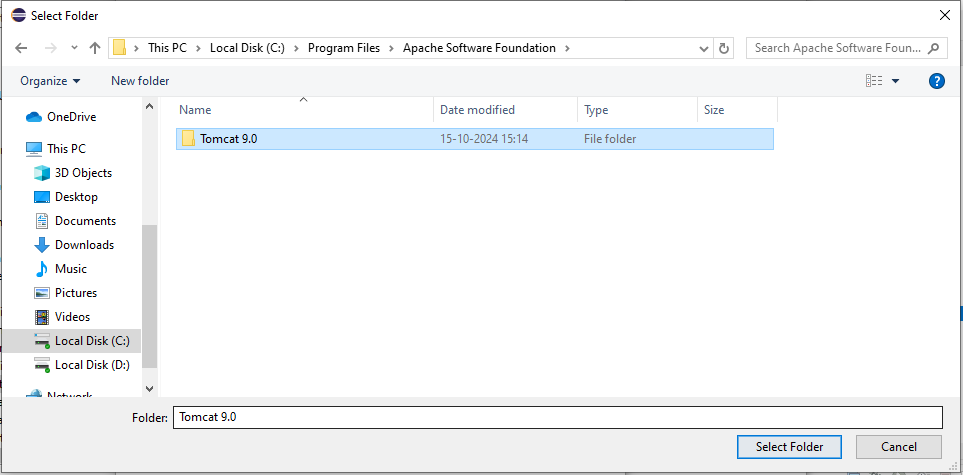 Select Folder
This PC > Local Disk (C:) > Program Files > Apache Software Foundation >
Search Apache Software Foun...
Organize
New folder
Name
Date modified
Type
Size
Tomcat 9.0
15-10-2024 15:14
File folder
OneDrive
This PC
3D Objects
Desktop
Documents
Downloads
Music
Pictures
Videos
Local Disk (C:)
Local Disk (D:)
Network
Folder:
Tomcat 9.0
Select Folder
Cancel